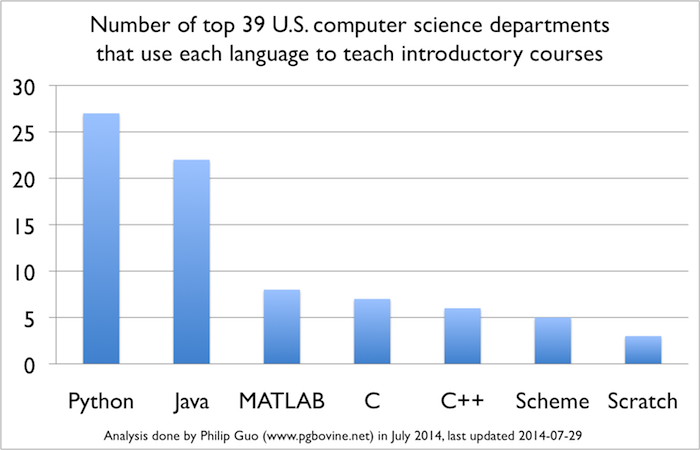 Number of top 39 U.S. computer science departments
that use each language to teach introductory courses
30
25
20
15
10
5
0
Python Java MATLAB C C++ Scheme Scratch
Analysis done by Philip Guo (www.pgbovine.net) in July 2014, last updated 2014-07-29